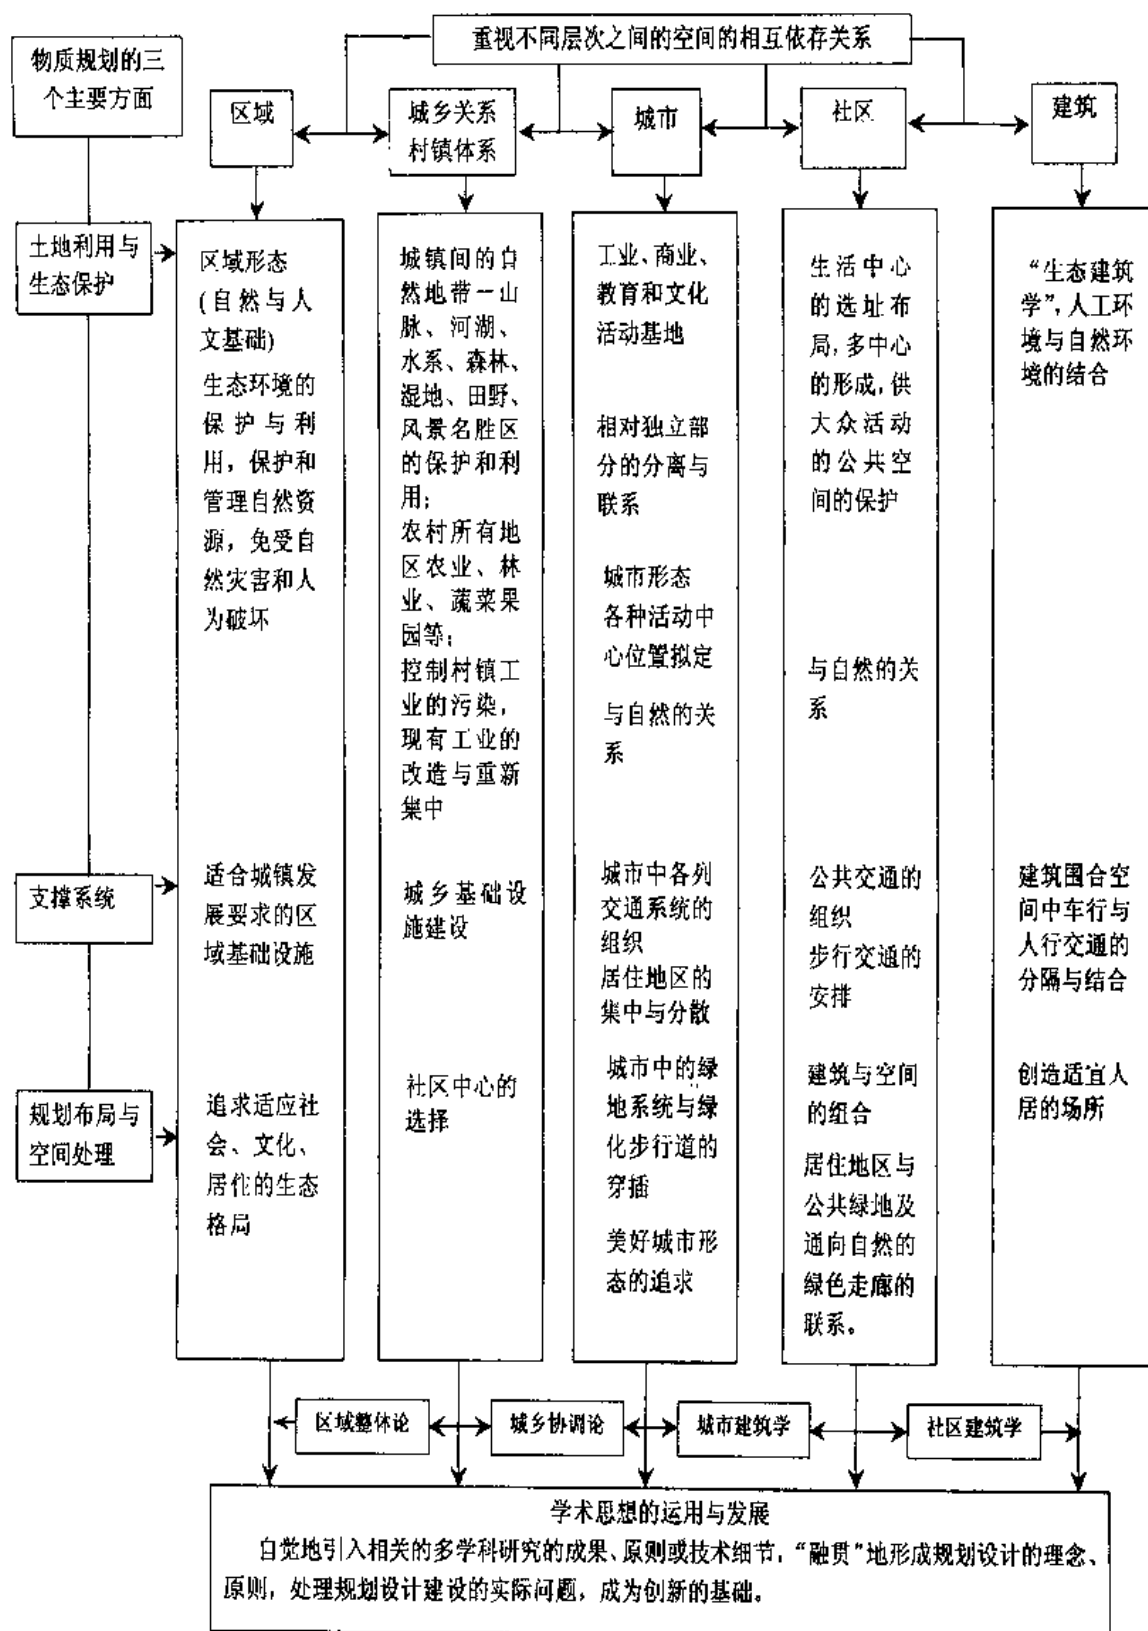 重视不同层次之间的空间的相互依存关系
物质规划的三
个主要方面
区域
城乡关系
村镇体系
城市
社区
建筑
土地利用与
生态保护
区域形态
(自然与人
文基础)
生态环境的
保护与利
用，保护和
管理自然资
源，免受自
然灾害和人
为破坏
城镇间的自
然地带－山
脉、河湖、
水系、森林、
湿地、田野、
风景名胜区
的保护和利
用；
农村所有地
区农业、林
业、蔬菜果
园等；
控制村镇工
业的污染，
现有工业的
改造与重新
集中
工业、商业、
教育和文化
活动基地
相对独立部
分的分离与
联系
城市形态
各种活动中
心位置拟定
与自然的关
系
生活中心
的选址布
局，多中心
的形成，供
大众活动
的公共空
间的保护
与自然的关
系
“生态建筑
学”，人工环
境与自然环
境的结合
支撑系统
适合城镇发
展要求的区
域基础设施
城乡基础设
施建设
城市中各列
交通系统的
组织
居住地区的
集中与分散
公共交通的
组织
步行交通的
安排
建筑围合空
间中车行与
人行交通的
分隔与结合
规划布局与
空间处理
追求适应社
会、文化、
居住的生态
格局
社区中心的
选择
城市中的绿
地系统与绿
化步行道的
穿插
美好城市形
态的追求
建筑与空间
的组合
居住地区与
公共绿地及
通向自然的
绿色走廊的
联系。
创造适宜人
居的场所
区域整体论
城乡协调论
城市建筑学
社区建筑学
学术思想的运用与发展
自觉地引入相关的多学科研究的成果、原则或技术细节，“融贯”地形成规划设计的理念、
原则，处理规划设计建设的实际问题，成为创新的基础。